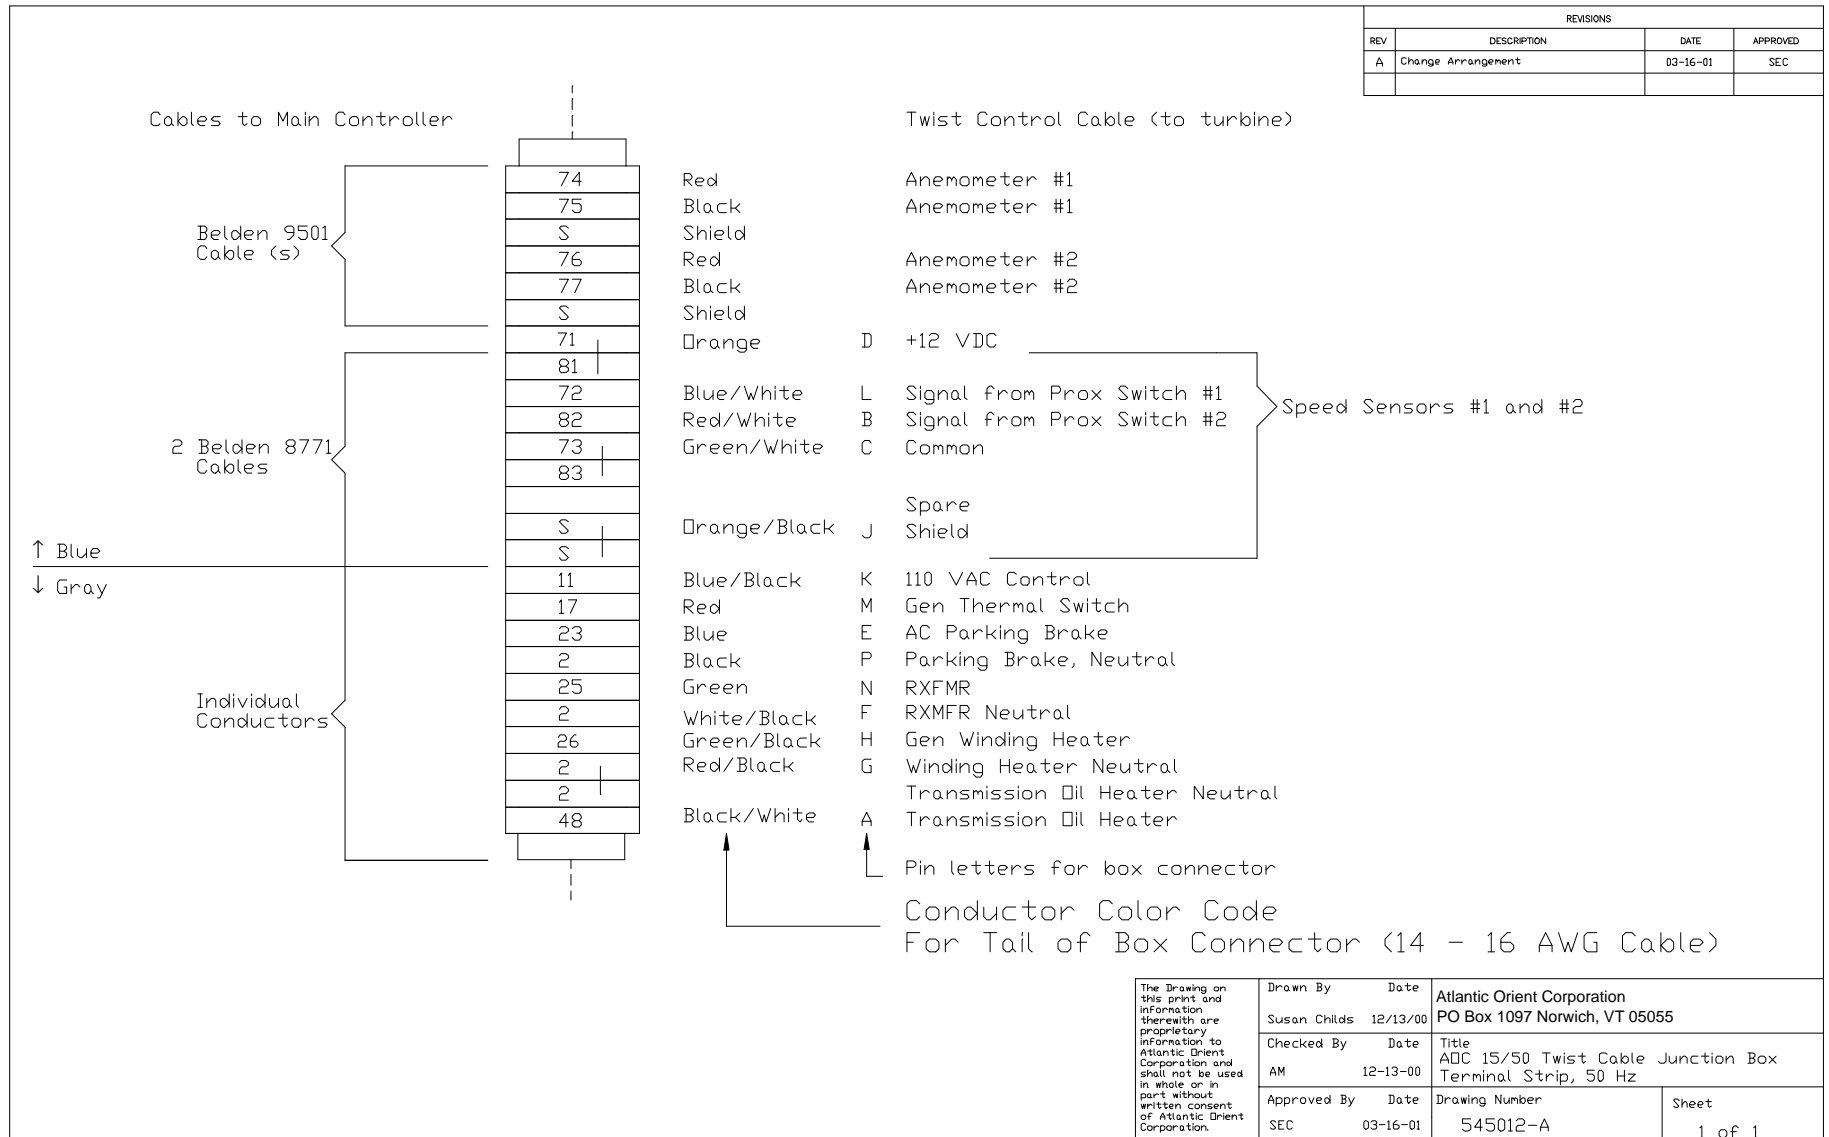 REVISIONS
REV DESCRIPTION DATE APPROVED
A Change Arrangement 03-16-01 SEC
Cables to Main Controller
Twist Control Cable (to turbine)
74 Red Anemometer #1
75 Black Anemometer #1
S Shield
76 Red Anemometer #2
77 Black Anemometer #2
S Shield
Belden 9501
Cable (s)
71 Orange D +12 VDC
81
72 Blue/White L Signal from Prox Switch #1
82 Red/White B Signal from Prox Switch #2
73 Green/White C Common
83
Spare
S Orange/Black J Shield
S
Speed Sensors #1 and #2
2 Belden 8771
Cables
↑ Blue
↓ Gray
11 Blue/Black K 110 VAC Control
17 Red M Gen Thermal Switch
23 Blue E AC Parking Brake
2 Black P Parking Brake, Neutral
25 Green N RXFMR
2 White/Black F RXMFR Neutral
26 Green/Black H Gen Winding Heater
2 Red/Black G Winding Heater Neutral
2 Transmission Oil Heater Neutral
48 Black/White A Transmission Oil Heater
Individual
Conductors
Pin letters for box connector
Conductor Color Code
For Tail of Box Connector (14 - 16 AWG Cable)
The Drawing on
this print and
information
therewith are
proprietary
information to
Atlantic Orient
Corporation and
shall not be used
in whole or in
part without
written consent
of Atlantic Orient
Corporation.
Drawn By Date
Susan Childs 12/13/00
Checked By Date
AM 12-13-00
Approved By Date
SEC 03-16-01
Atlantic Orient Corporation
PO Box 1097 Norwich, VT 05055
Title
AOC 15/50 Twist Cable Junction Box
Terminal Strip, 50 Hz
Drawing Number
545012-A
Sheet
1 of 1